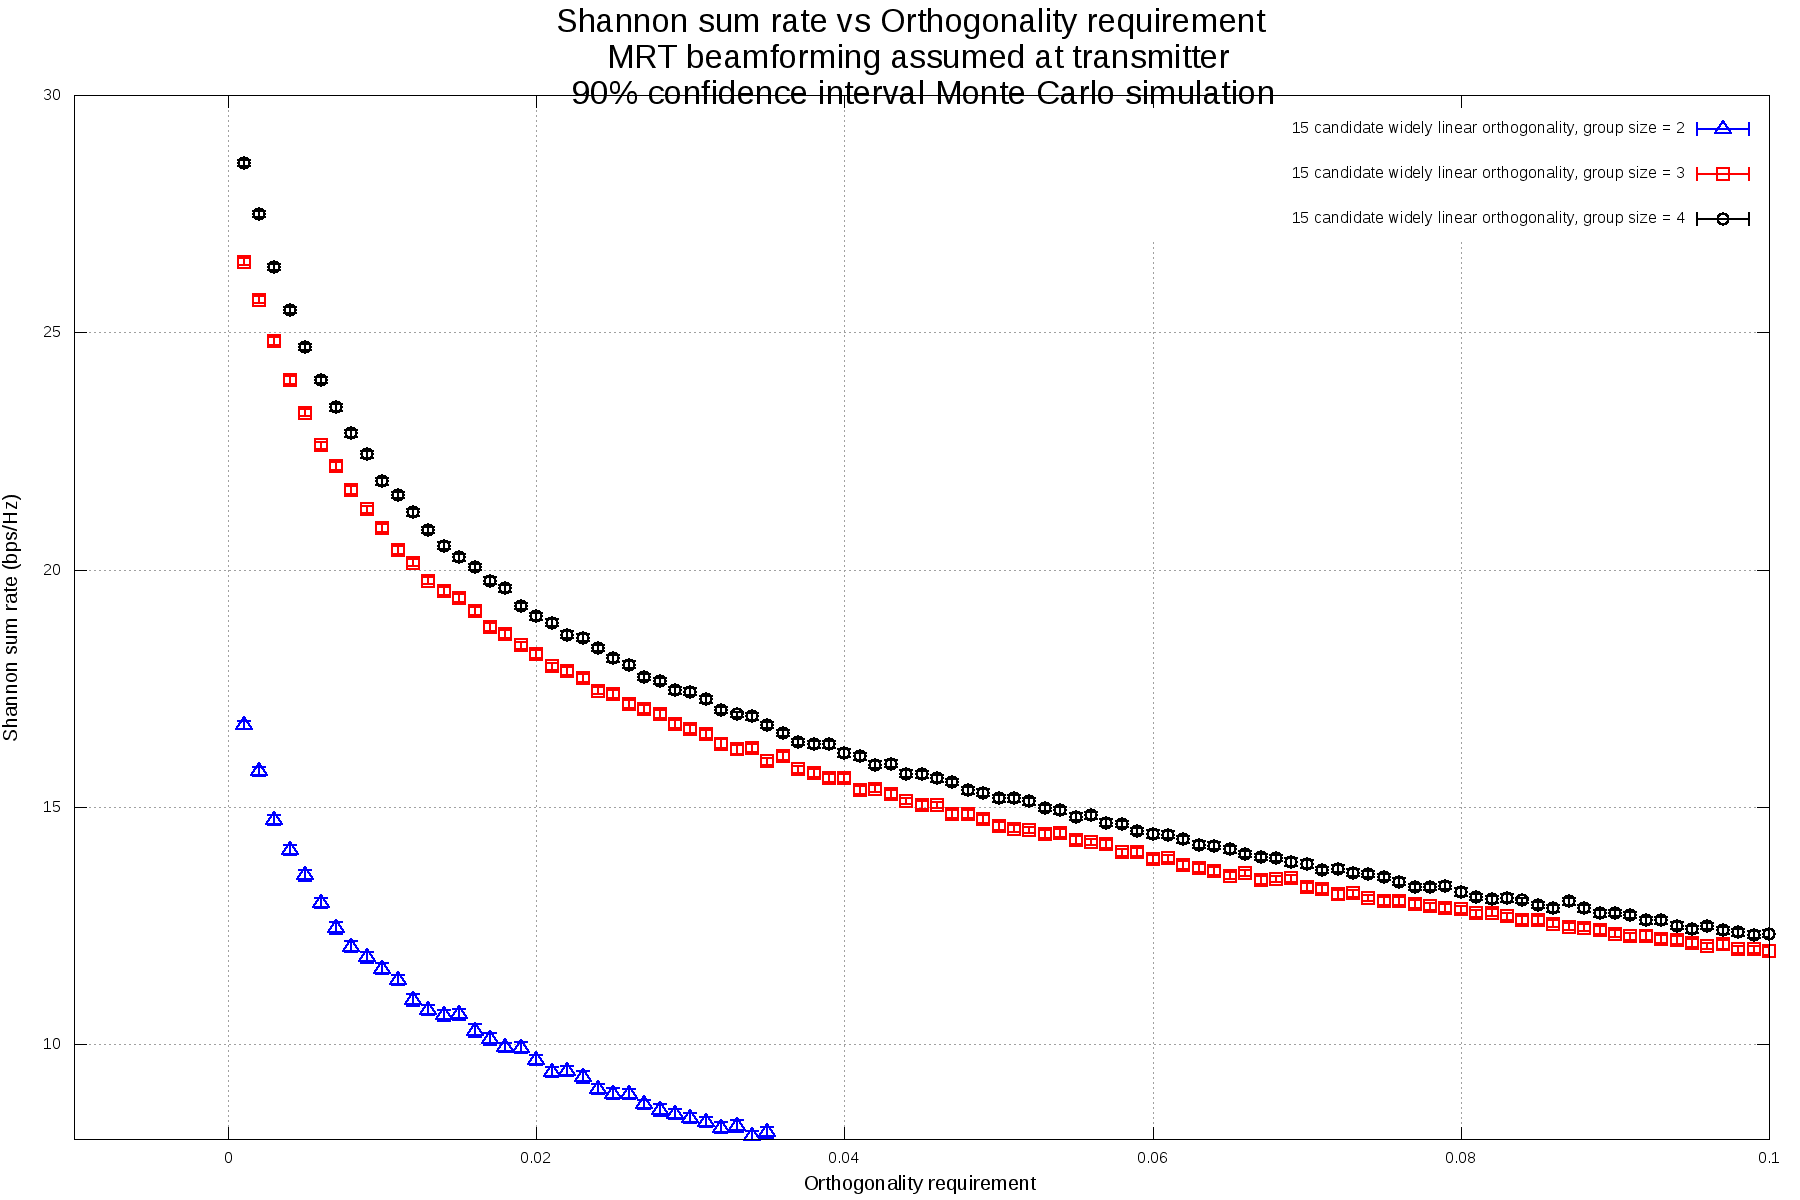 Shannon sum rate vs Orthogonality requirement
MRT beamforming assumed at transmitter
90% confidence interval Monte Carlo simulation
15 candidate widely linear orthogonality, group size = 2
15 candidate widely linear orthogonality, group size = 3
15 candidate widely linear orthogonality, group size = 4
Shannon sum rate (bps/Hz)
30
25
20
15
10
0 0.02 0.04 0.06 0.08 0.1
Orthogonality requirement